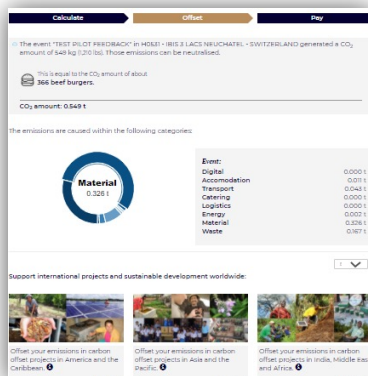 Calculate
Offset
Pay
The event "TEST PILOT FEEDBACK" in H0531 - IBIS 3 LACS NEUCHATEL - SWITZERLAND generated a CO₂
amount of 549 kg (1,210 lbs). Those emissions can be neutralised.
This is equal to the CO₂ amount of about
366 beef burgers.
CO₂ amount: 0.549 t
The emissions are caused within the following categories:
Material
0.326 t
Event:
Digital 0.000 t
Accomodation 0.011 t
Transport 0.043 t
Catering 0.000 t
Logistics 0.000 t
Energy 0.002 t
Material 0.326 t
Waste 0.167 t
t
Support international projects and sustainable development worldwide:
Offset your emissions in carbon
offset projects in America and the
Caribbean.
Offset your emissions in carbon
offset projects in Asia and the
Pacific.
Offset your emissions in carbon
offset projects in India, Middle East
and Africa.